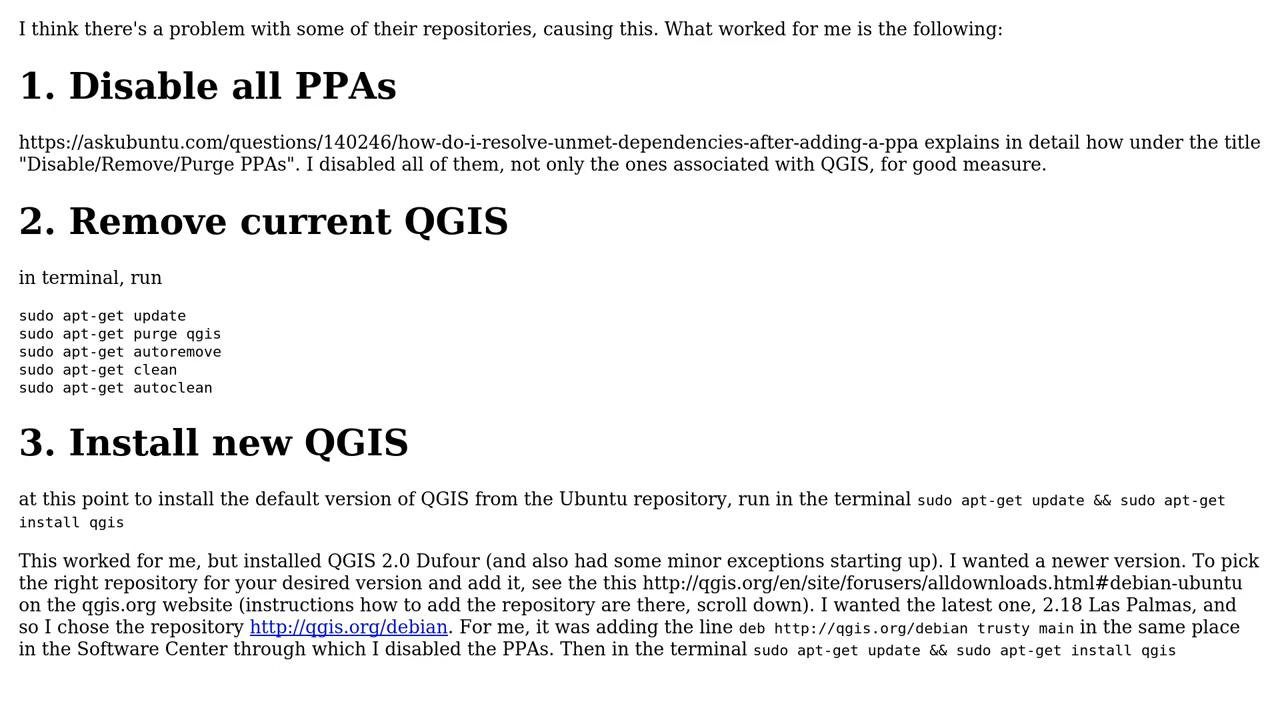 I think there's a problem with some of their repositories, causing this. What worked for me is the following:
1. Disable all PPAs
https://askubuntu.com/questions/140246/how-do-i-resolve-unmet-dependencies-after-adding-a-ppa explains in detail how under the title
"Disable/Remove/Purge PPAs". I disabled all of them, not only the ones associated with QGIS, for good measure.
2. Remove current QGIS
in terminal, run
sudo apt-get update
sudo apt-get purge qgis
sudo apt-get autoremove
sudo apt-get clean
sudo apt-get autoclean
3. Install new QGIS
at this point to install the default version of QGIS from the Ubuntu repository, run in the terminal sudo apt-get update && sudo apt-get
install qgis
This worked for me, but installed QGIS 2.0 Dufour (and also had some minor exceptions starting up). I wanted a newer version. To pick
the right repository for your desired version and add it, see the this http://qgis.org/en/site/forusers/alldownloads.html#debian-ubuntu
on the qgis.org website (instructions how to add the repository are there, scroll down). I wanted the latest one, 2.18 Las Palmas, and
so I chose the repository http://qgis.org/debian. For me, it was adding the line deb http://qgis.org/debian trusty main in the same place
in the Software Center through which I disabled the PPAs. Then in the terminal sudo apt-get update && sudo apt-get install qgis